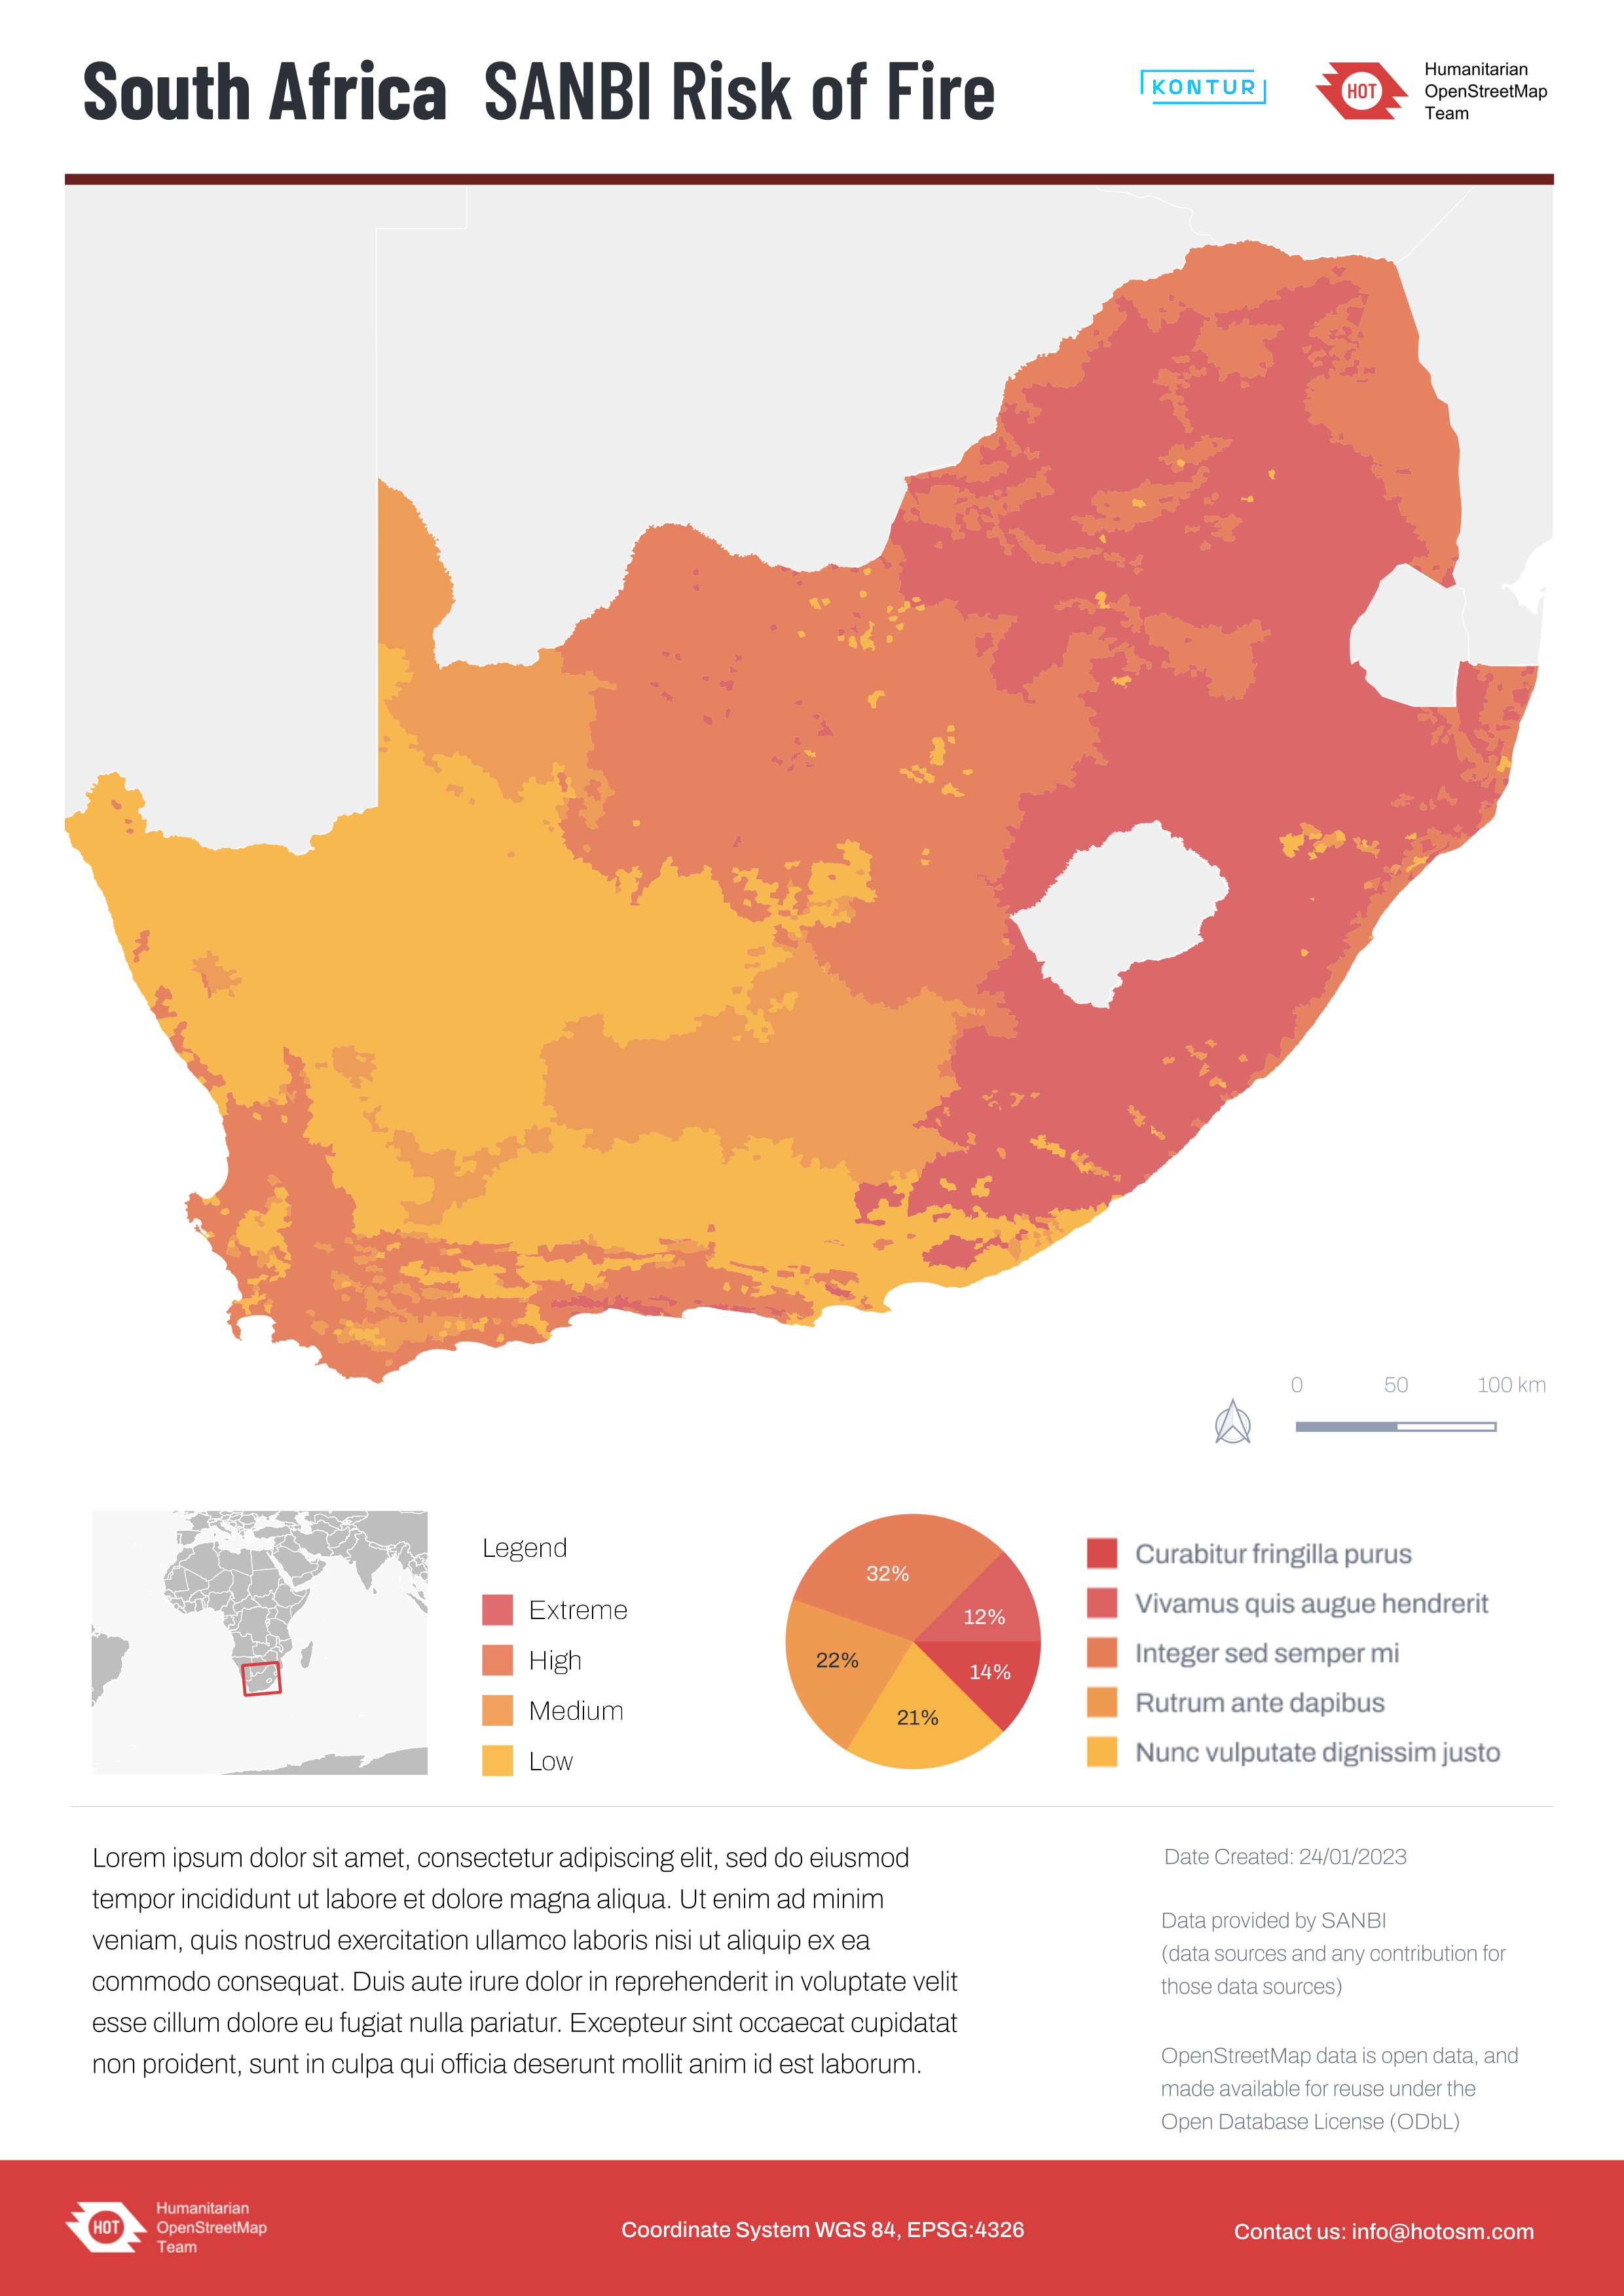 South Africa SANBI Risk of Fire
KONTUR
HOT
Humanitarian
OpenStreetMap
Team
0 50 100 km
Legend
Extreme
High
Medium
Low
32%
12%
22%
14%
21%
Curabitur fringilla purus
Vivamus quis augue hendrerit
Integer sed semper mi
Rutrum ante dapibus
Nunc vulputate dignissim justo
Lorem ipsum dolor sit amet, consectetur adipiscing elit, sed do eiusmod
tempor incididunt ut labore et dolore magna aliqua. Ut enim ad minim
veniam, quis nostrud exercitation ullamco laboris nisi ut aliquip ex ea
commodo consequat. Duis aute irure dolor in reprehenderit in voluptate velit
esse cillum dolore eu fugiat nulla pariatur. Excepteur sint occaecat cupidatat
non proident, sunt in culpa qui officia deserunt mollit anim id est laborum.
Date Created: 24/01/2023
Data provided by SANBI
(data sources and any contribution for
those data sources)
OpenStreetMap data is open data, and
made available for reuse under the
Open Database License (ODbL)
HOT
Humanitarian
OpenStreetMap
Team
Coordinate System WGS 84, EPSG:4326
Contact us: info@hotosm.com